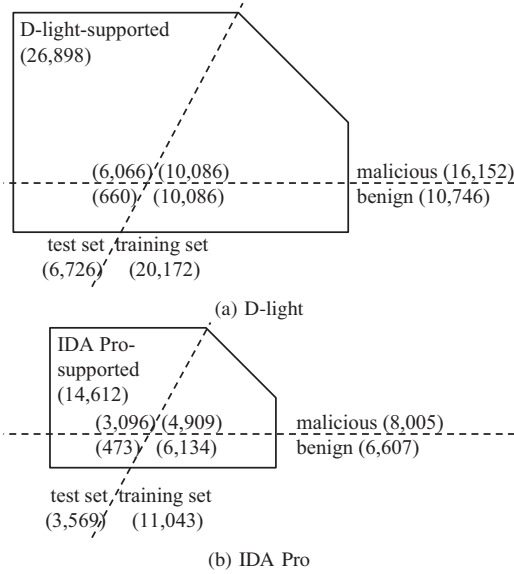 D-light-supported
(26,898)
(6,066) (10,086)
malicious (16,152)
(660) (10,086)
benign (10,746)
test set training set
(6,726) (20,172)
(a) D-light
IDA Pro-
supported
(14,612)
(3,096) (4,909)
malicious (8,005)
(473) (6,134)
benign (6,607)
test set training set
(3,569) (11,043)
(b) IDA Pro